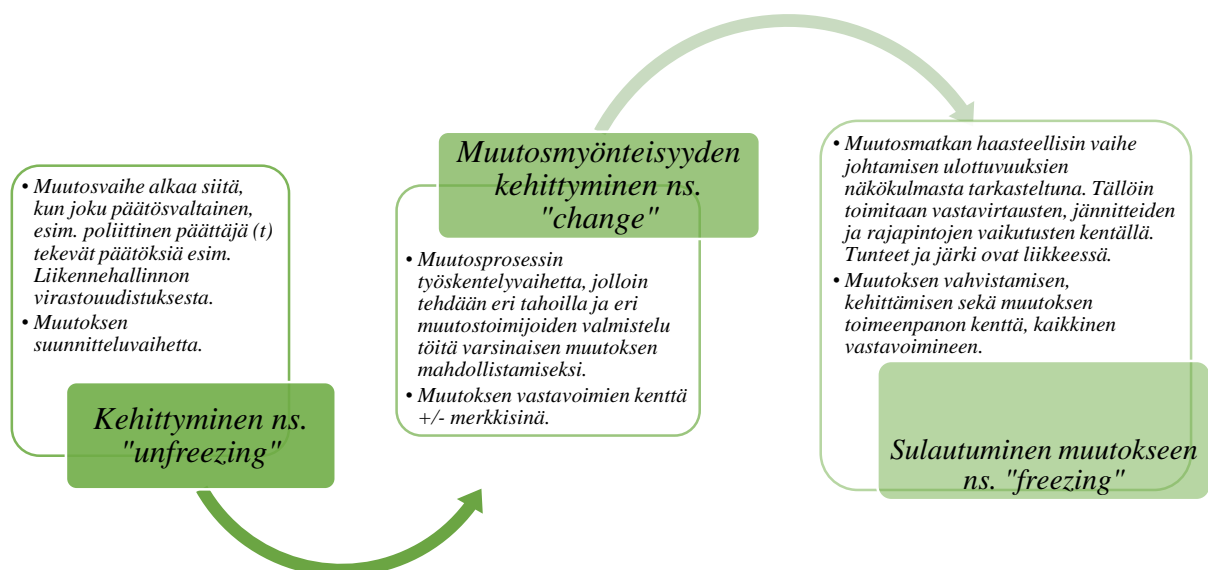 • Muutosvaihe alkaa siitä,
kun joku päätösvaltainen,
esim. poliittinen päättäjä (t)
tekevät päätöksiä esim.
Liikennehallinnon
virastouudistuksesta.
• Muutoksen
suunnitteluvaihetta.
Kehittyminen ns.
"unfreezing"
Muutosmyönteisyyden
kehittyminen ns.
"change"
• Muutosprosessin
työskentelyvaihetta, jolloin
tehdään eri tahoilla ja eri
muutostoimijoiden valmistelu
töitä varsinaisen muutoksen
mahdollistamiseksi.
• Muutoksen vastavoimien kenttä
+/- merkkisinä.
• Muutosmatkan haasteellisin vaihe
johtamisen ulottuvuuksien
näkökulmasta tarkasteltuna. Tällöin
toimitaan vastavirtausten, jännitteiden
ja rajapintojen vaikutusten kentällä.
Tunteet ja järki ovat liikkeessä.
• Muutoksen vahvistamisen,
kehittämisen sekä muutoksen
toimeenpanon kenttä, kaikkinen
vastavoimineen.
Sulautuminen muutokseen
ns. "freezing"